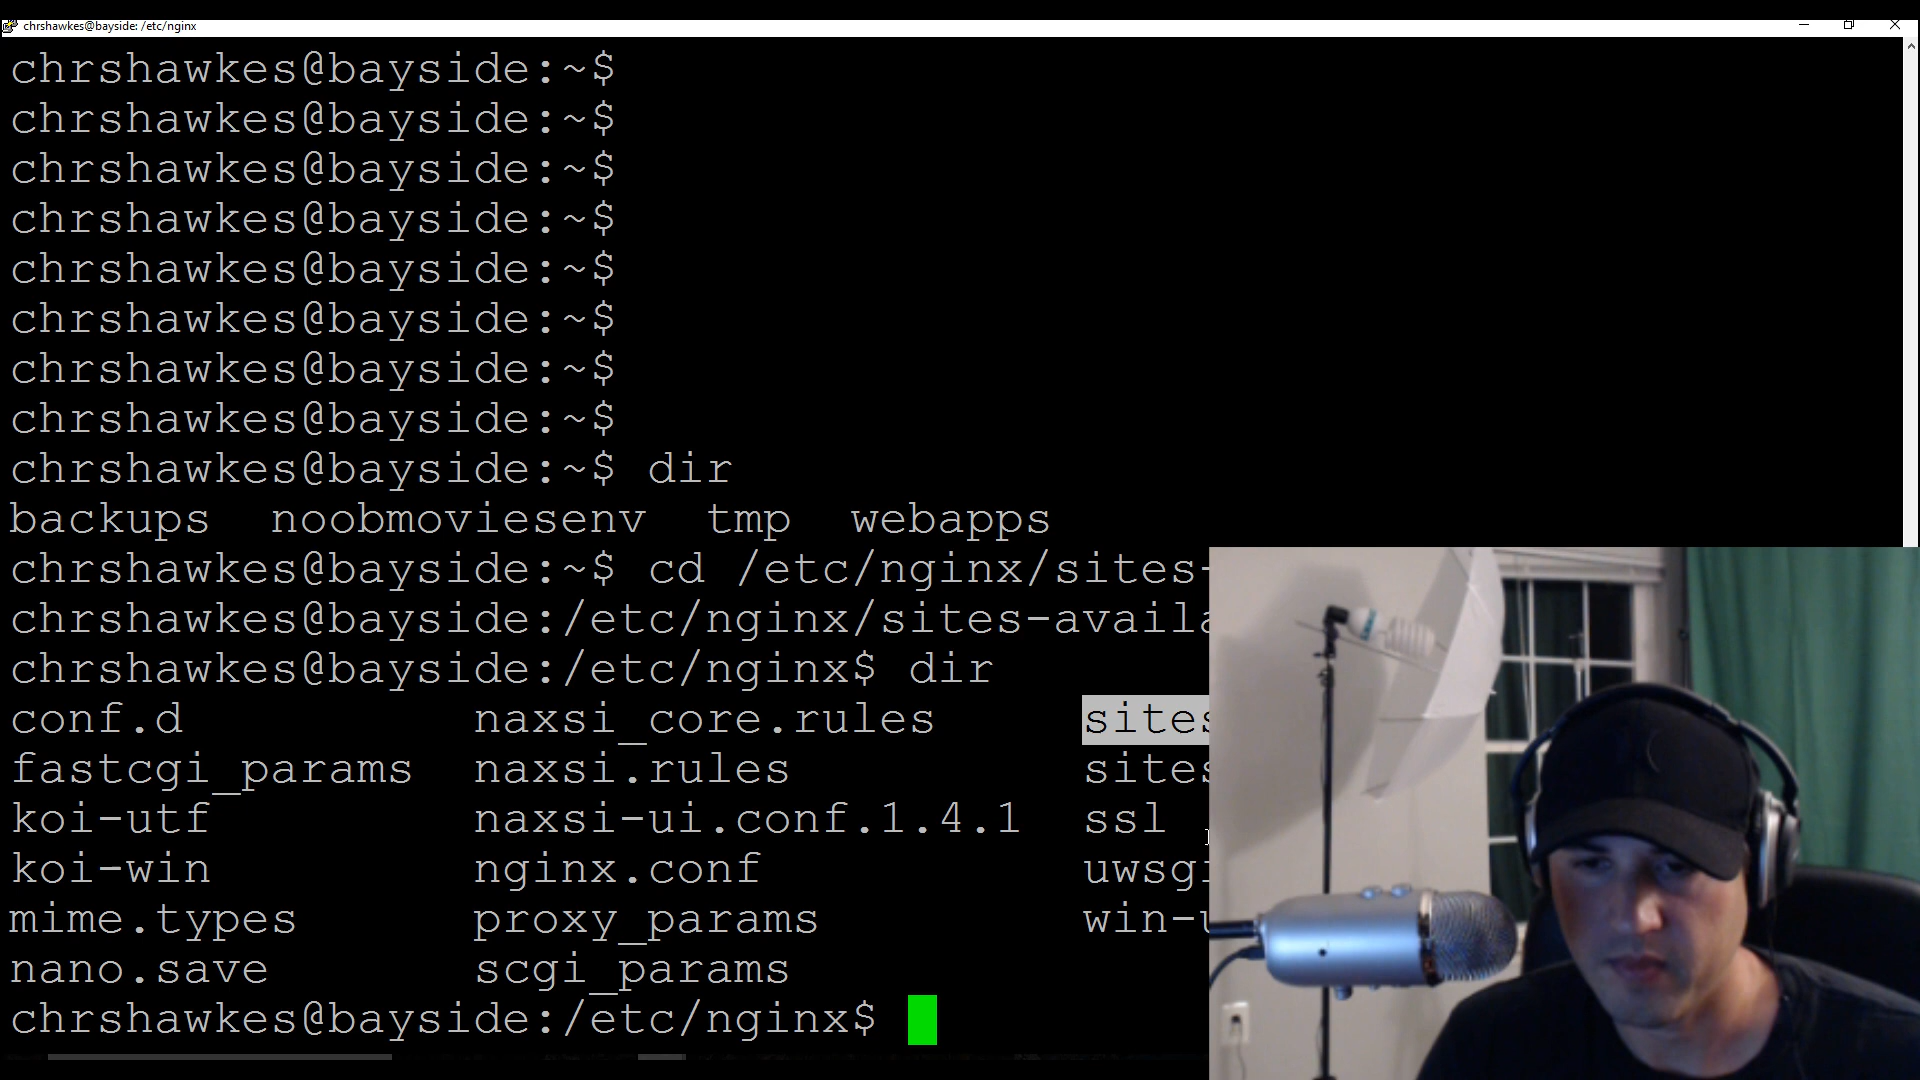 chrshawkes@bayside: /etc/nginx
chrshawkes@bayside:~$
chrshawkes@bayside:~$
chrshawkes@bayside:~$
chrshawkes@bayside:~$
chrshawkes@bayside:~$
chrshawkes@bayside:~$
chrshawkes@bayside:~$
chrshawkes@bayside:~$
chrshawkes@bayside:~$ dir
backups noobmoviesenv tmp webapps
chrshawkes@bayside:~$ cd /etc/nginx/sites-
chrshawkes@bayside:/etc/nginx/sites-availa
chrshawkes@bayside:/etc/nginx$ dir
conf.d naxsi_core.rules sites
fastcgi_params naxsi.rules sites
koi-utf naxsi-ui.conf.1.4.1 ssl
koi-win nginx.conf uwsgi
mime.types proxy_params win-u
nano.save scgi_params
chrshawkes@bayside:/etc/nginx$